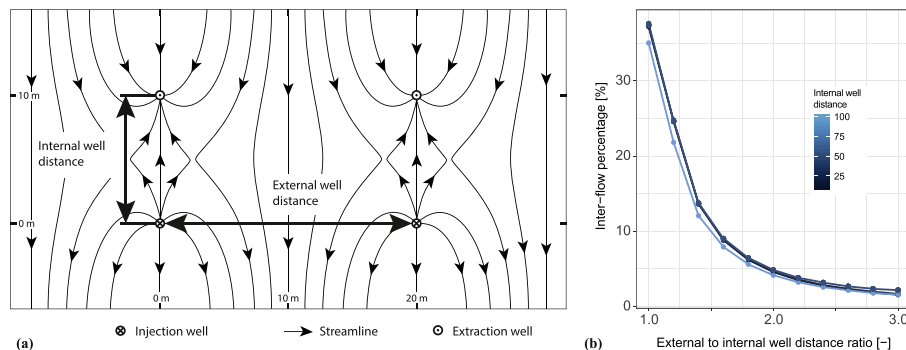 10 m
Internal well
distance
External well
distance
0 m
0 m
10 m
20 m
Injection well
Streamline
Extraction well
(a)
Inter−flow percentage [%]
30
20
10
0
Internal well
distance
100
75
50
25
1.0
2.0
3.0
External to internal well distance ratio [−]
(b)